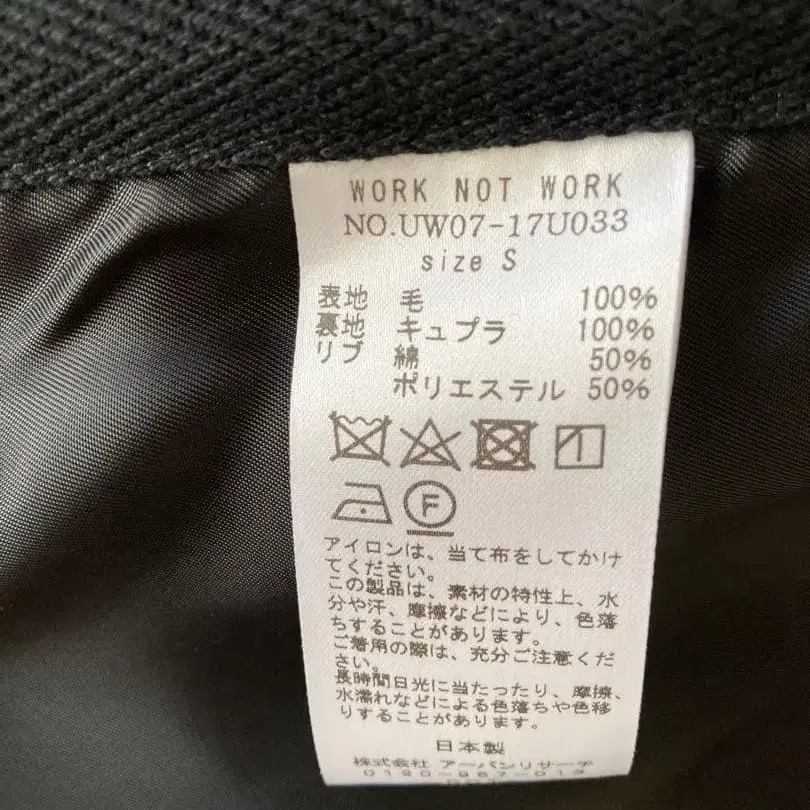 WORK NOT WORK
NO.UW07-17U033
size S
表地 毛 100%
裏地 キュプラ 100%
リブ 綿 50%
ポリエステル 50%
F
アイロンは、当て布をしてかけ
てください。
この製品は、素材の特性上、水
分や汗、摩擦などにより、色落
ちすることがあります。
ご着用の際は、充分ご注意くだ
さい。
長時間日光に当たったり、摩擦、
水濡れなどによる色落ちや色移
りすることがあります。
日本製
株式会社 アーバンリサーチ